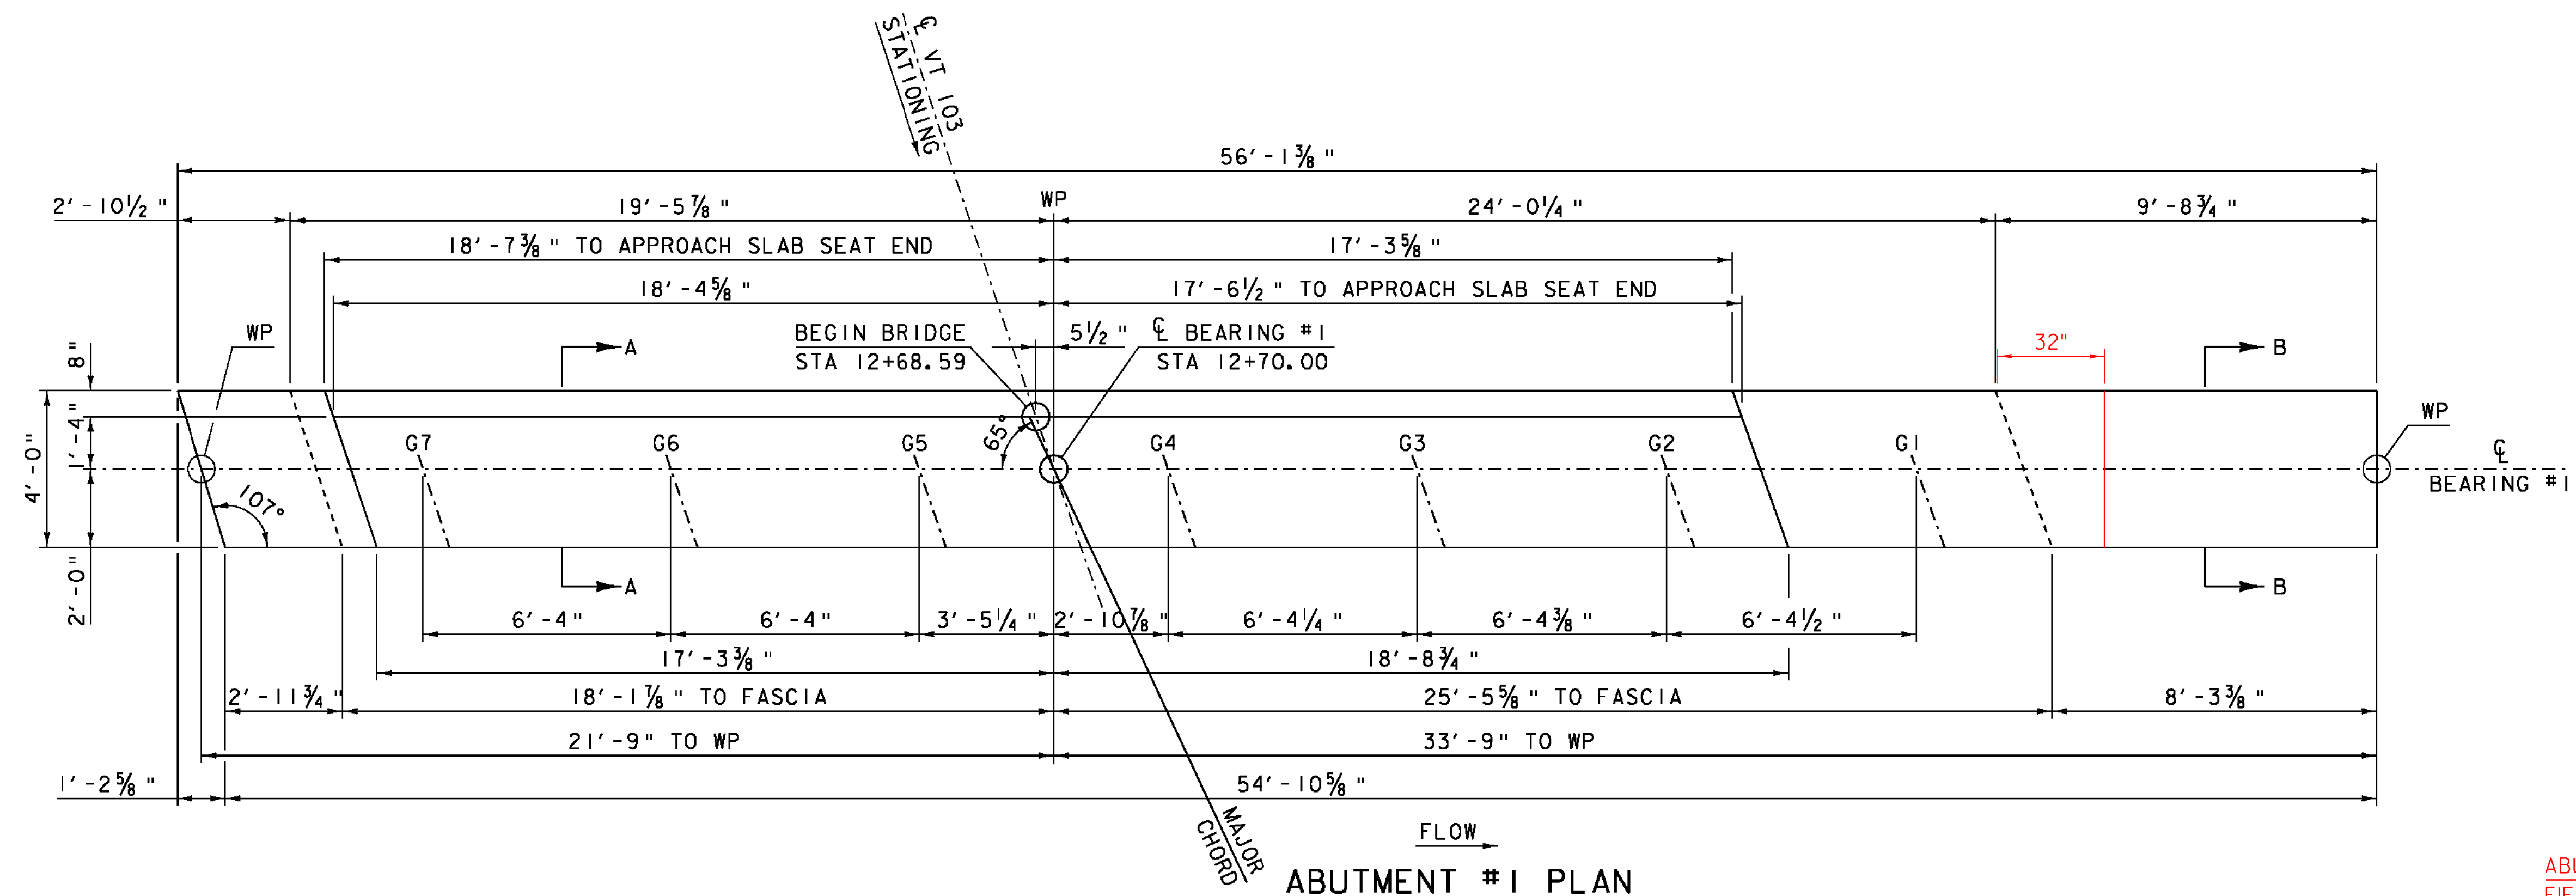 ℄ VT 103
STATIONING
56'-1⅜"
2'-10½"
19'-5⅞"
WP
24'-0¼"
9'-8¾"
18'-7⅜" TO APPROACH SLAB SEAT END
17'-3⅝"
18'-4⅝"
17'-6½" TO APPROACH SLAB SEAT END
WP
A
BEGIN BRIDGE
STA 12+68.59
5½"
℄ BEARING #1
STA 12+70.00
32"
B
8"
1'-4"
4'-0"
2'-0"
WP
℄
BEARING #1
65°
107°
G7
G6
G5
G4
G3
G2
G1
A
B
6'-4"
6'-4"
3'-5¼"
2'-10⅞"
6'-4¼"
6'-4⅜"
6'-4½"
17'-3⅜"
18'-8¾"
2'-11¾"
18'-1⅞" TO FASCIA
25'-5⅝" TO FASCIA
8'-3⅜"
21'-9" TO WP
33'-9" TO WP
1'-2⅝"
54'-10⅝"
MAJOR
CHORD
FLOW
ABUTMENT #1 PLAN